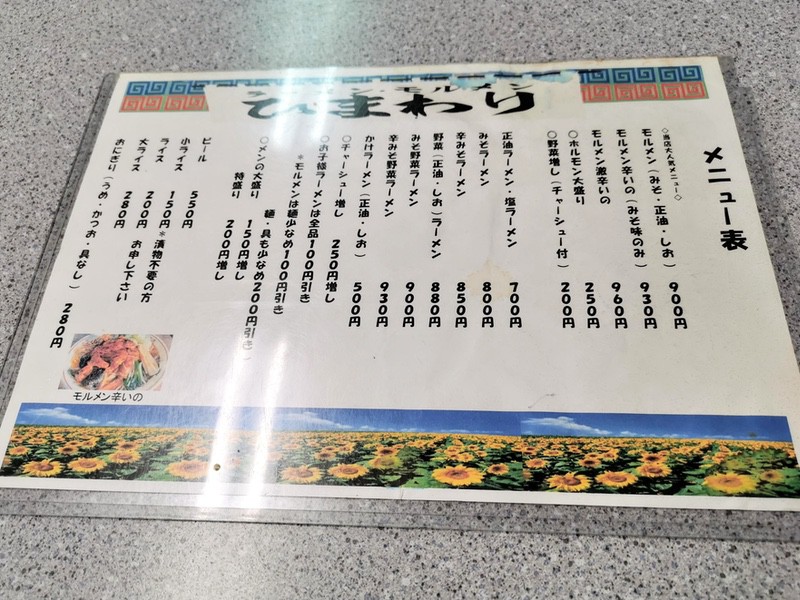 ラーメン・モルメン
ひまわり
メニュー表
◇当店大人気メニュー◇
モルメン(みそ・正油・しお) 900円
モルメン辛いの(みそ味のみ) 930円
モルメン激辛いの 960円
○ホルモン大盛り 250円
○野菜増し(チャーシュー付) 200円
正油ラーメン・塩ラーメン 700円
みそラーメン 800円
辛みそラーメン 850円
野菜(正油・しお)ラーメン 880円
みそ野菜ラーメン 900円
辛みそ野菜ラーメン 930円
かけラーメン(正油・しお) 500円
○チャーシュー増し 250円増し
○お子様ラーメンは全品100円引き
*モルメンは麺少なめ100円引き
麺・具も少なめ200円引き)
○メンの大盛り 150円増し
特盛り 200円増し
ビール 550円
小ライス 150円 *漬物不要の方
ライス 200円 お申し下さい
大ライス 280円
おにぎり(うめ・かつお・具なし) 280円
モルメン辛いの